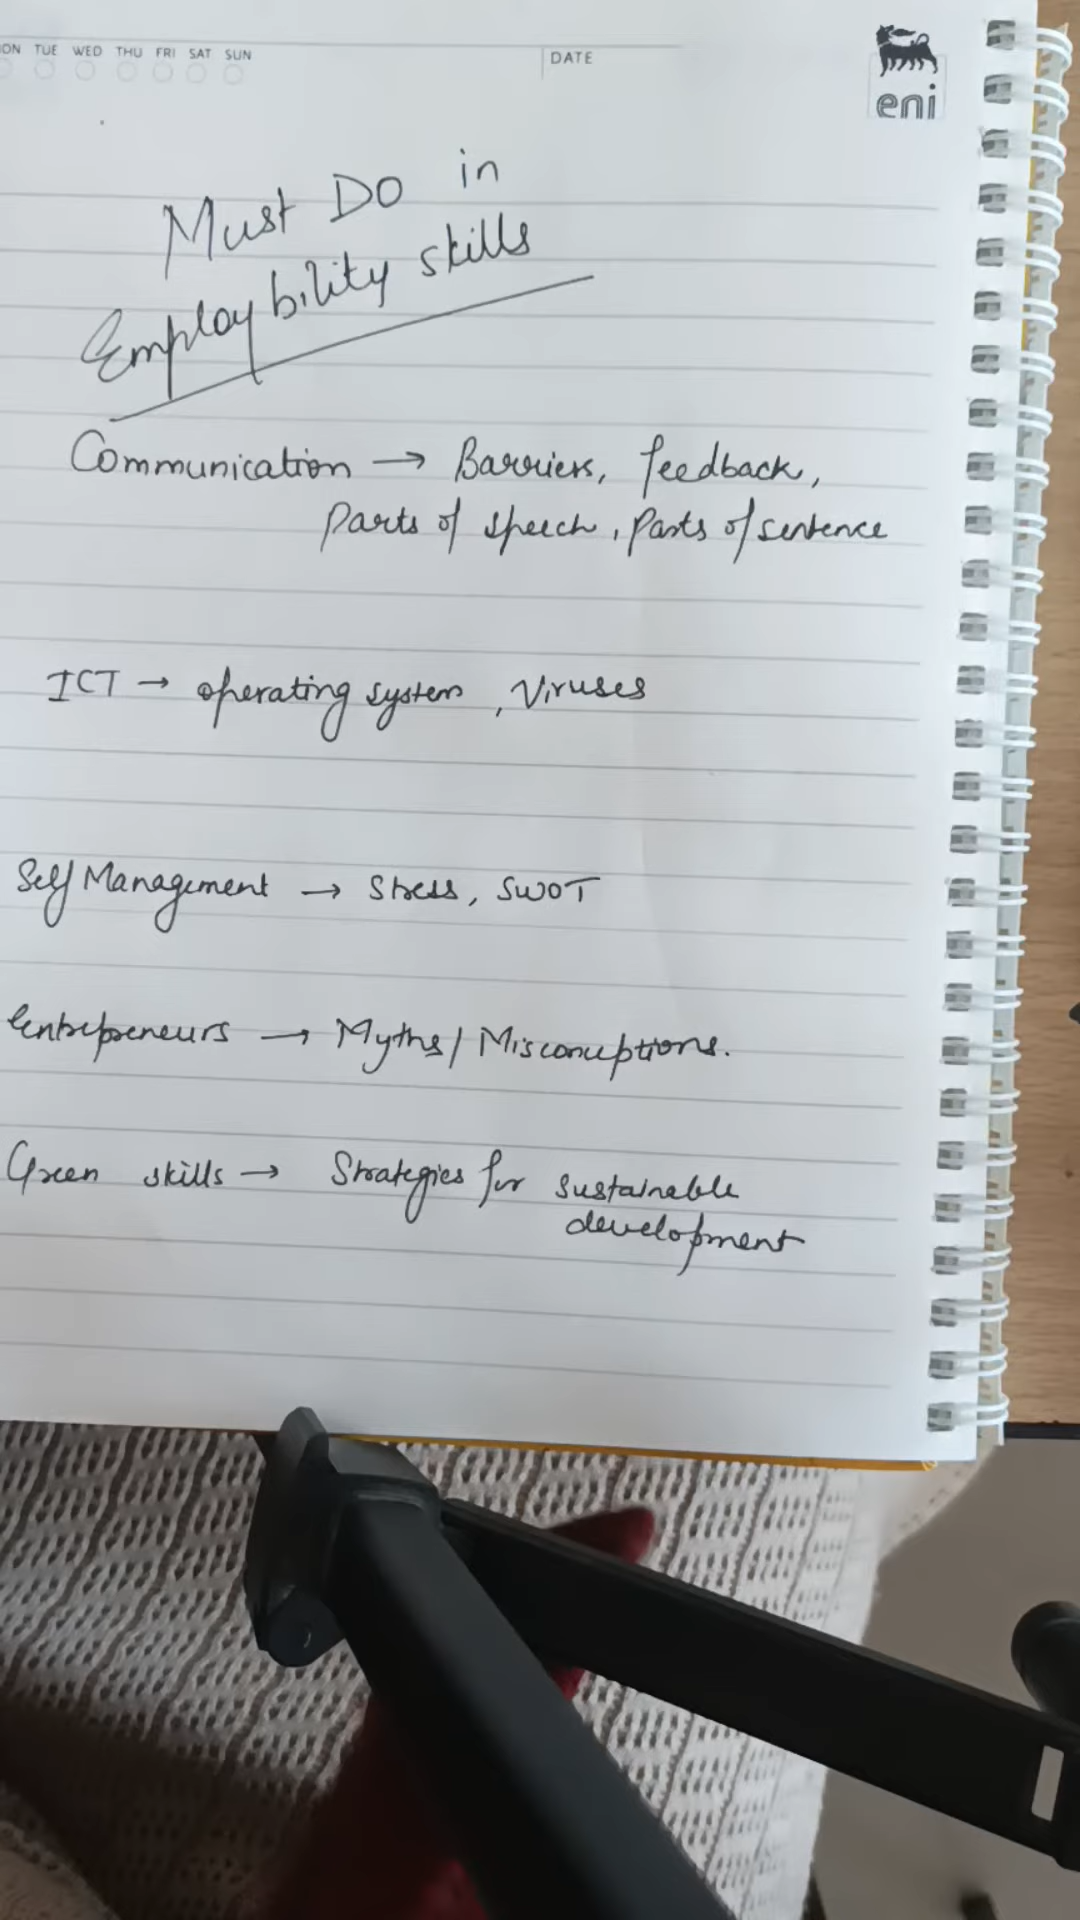 ON TUE WED THU FRI SAT SUN
DATE
eni
Must Do in
Employbility skills
Communication → Barriers, feedback,
Parts of speech, Parts of sentence
ICT → operating system, Viruses
Self Management → Stress, SWOT
Entrepreneurs → Myths/Misconceptions.
Green skills → Strategies for sustainable
development